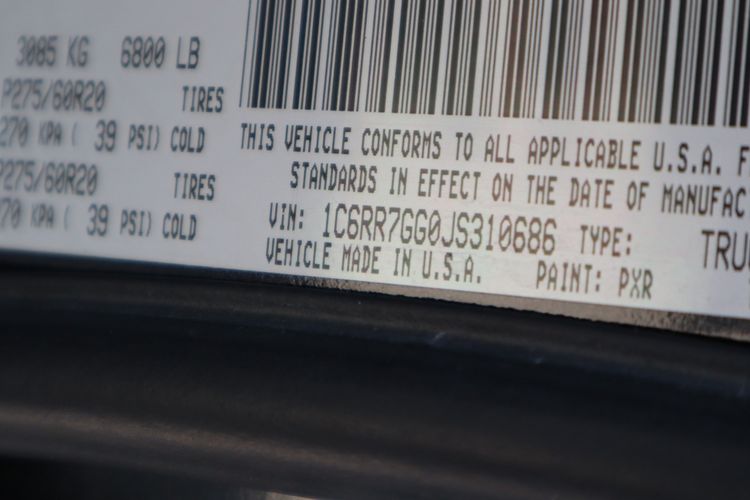 3085 KG 6800 LB
P275/60R20 TIRES
270 KPA ( 39 PSI) COLD
P275/60R20 TIRES
270 KPA ( 39 PSI) COLD
THIS VEHICLE CONFORMS TO ALL APPLICABLE U.S.A. F
STANDARDS IN EFFECT ON THE DATE OF MANUFAC
VIN: 1C6RR7GG0JS310686 TYPE: TRU
VEHICLE MADE IN U.S.A. PAINT: PXR